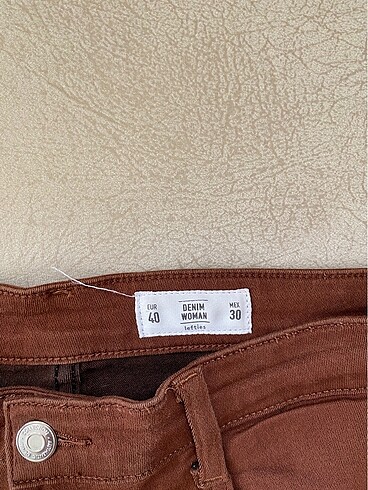 EUR
40
DENIM
WOMAN
lefties
MEX
30